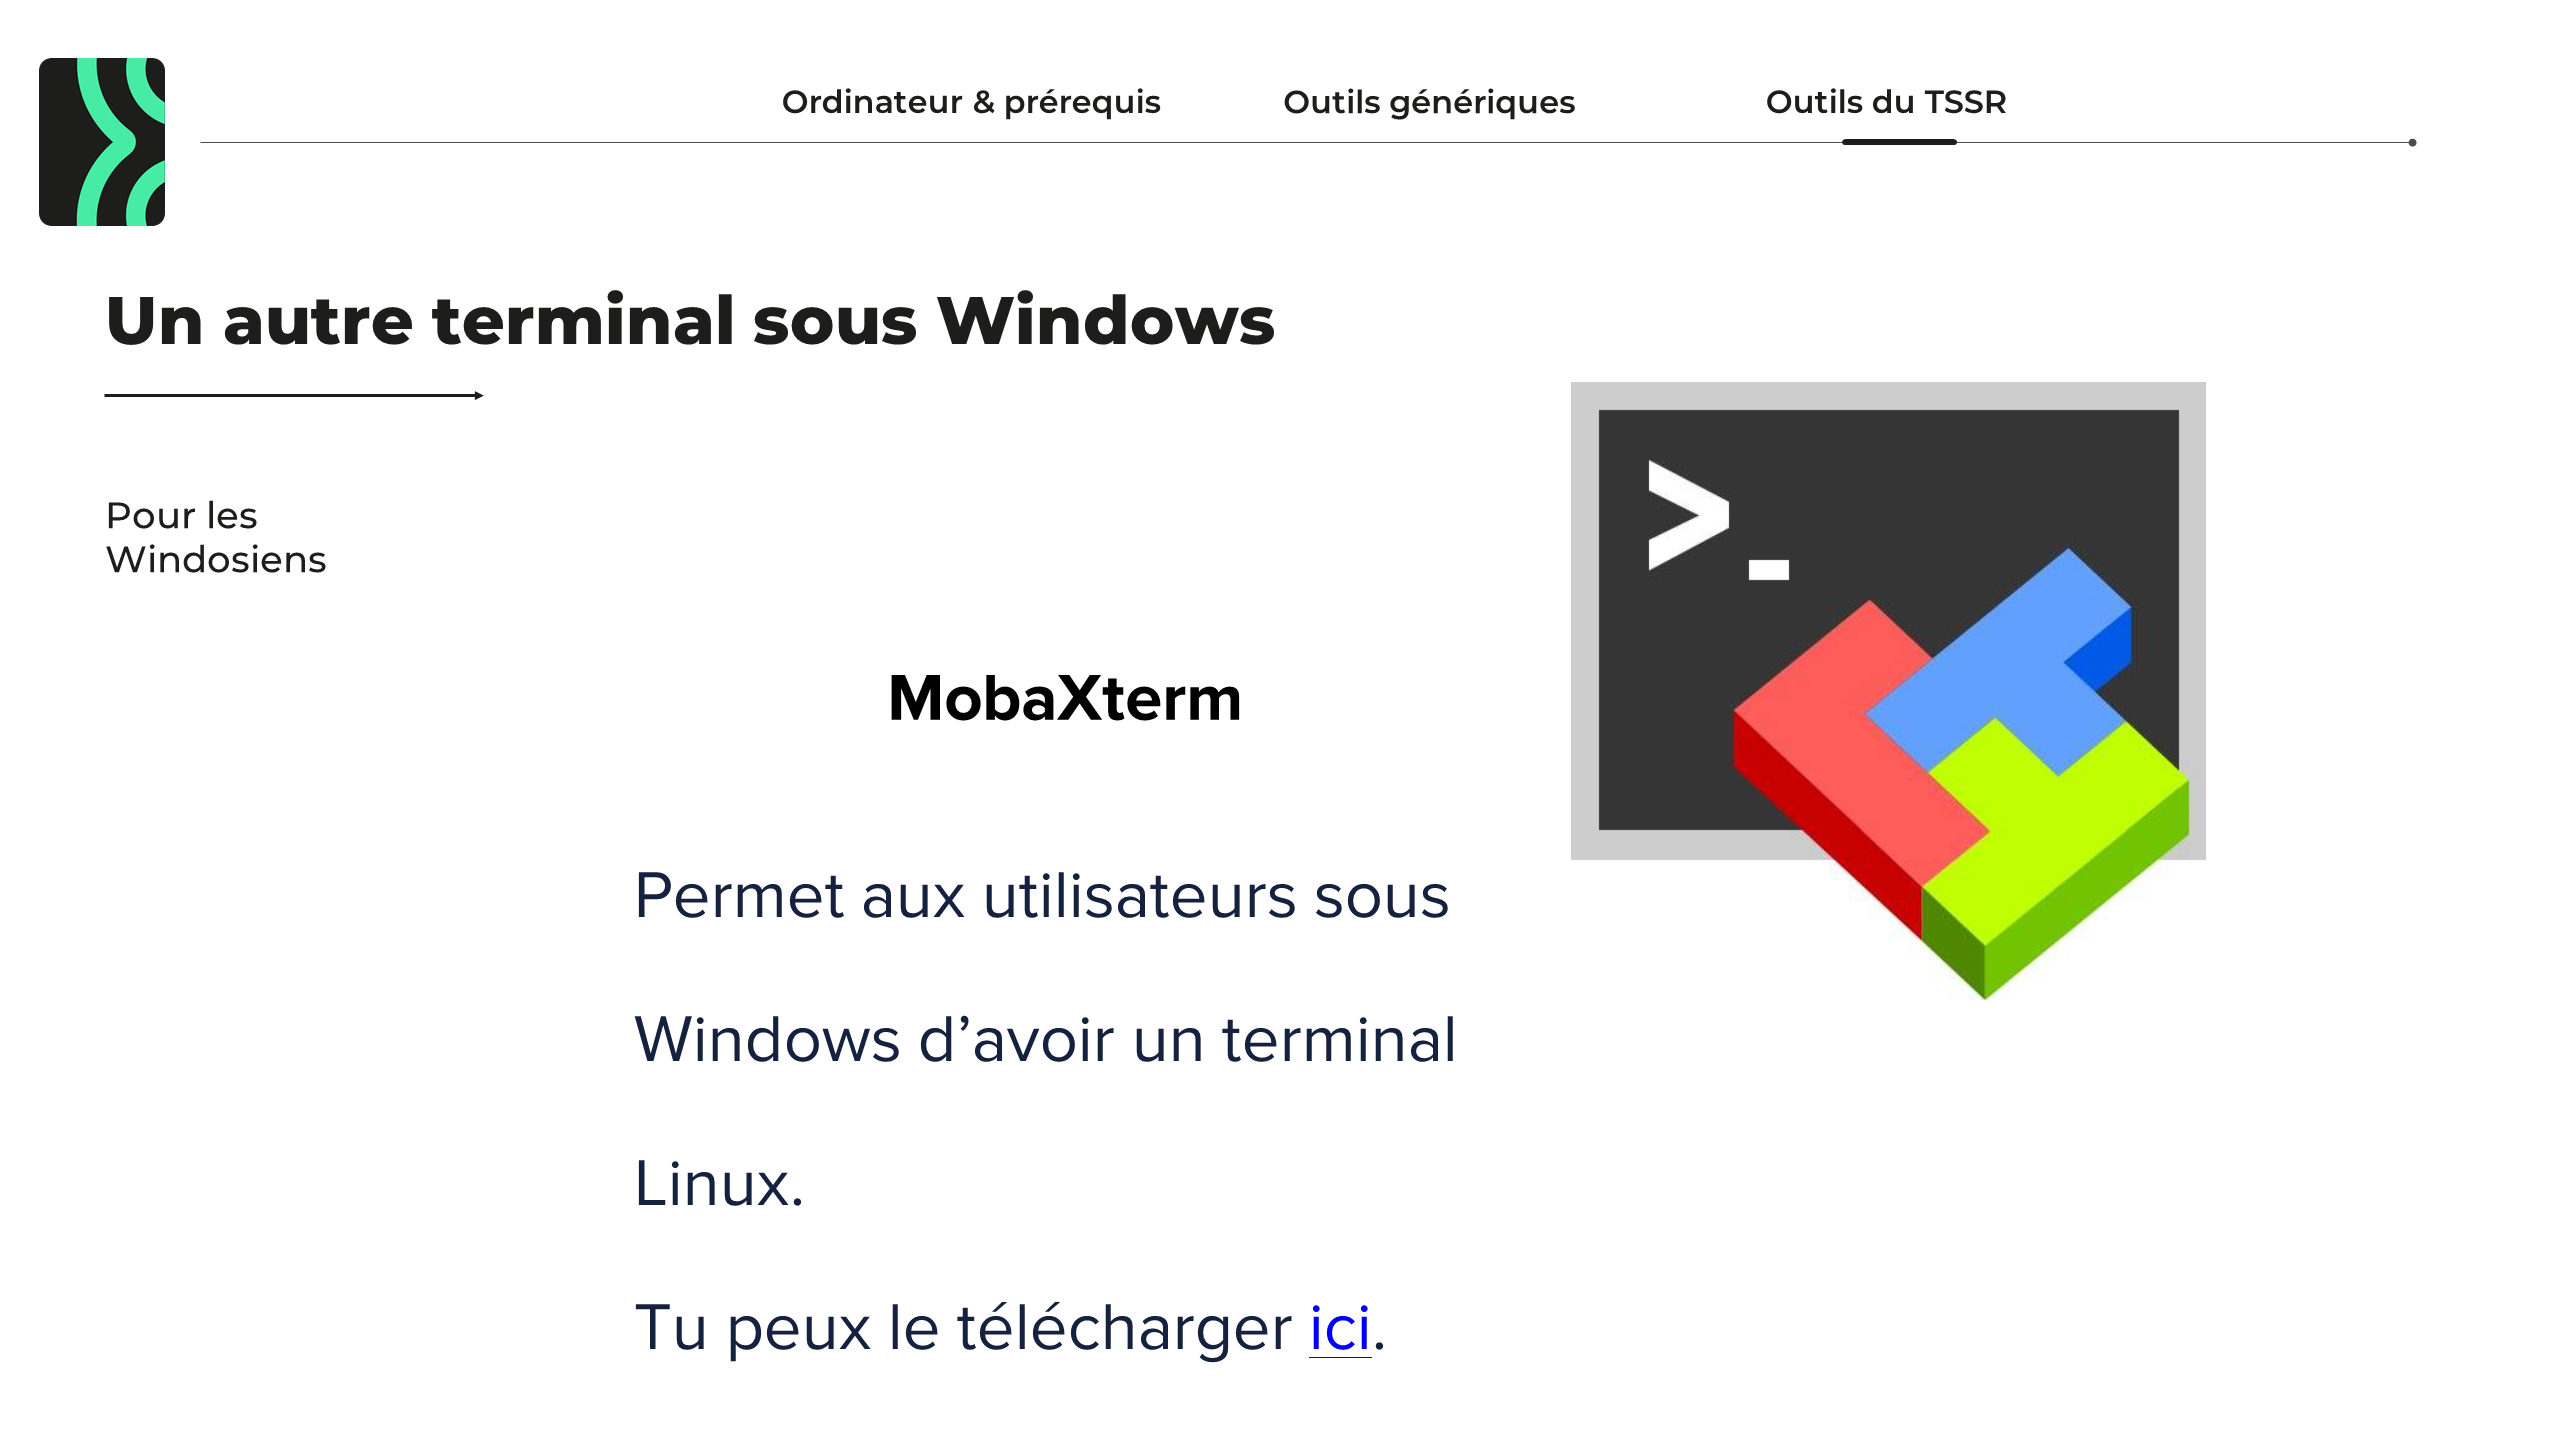 Ordinateur & prérequis
Outils génériques
Outils du TSSR
Un autre terminal sous Windows
Pour les
Windosiens
>_
MobaXterm
Permet aux utilisateurs sous
Windows d’avoir un terminal
Linux.
Tu peux le télécharger ici.